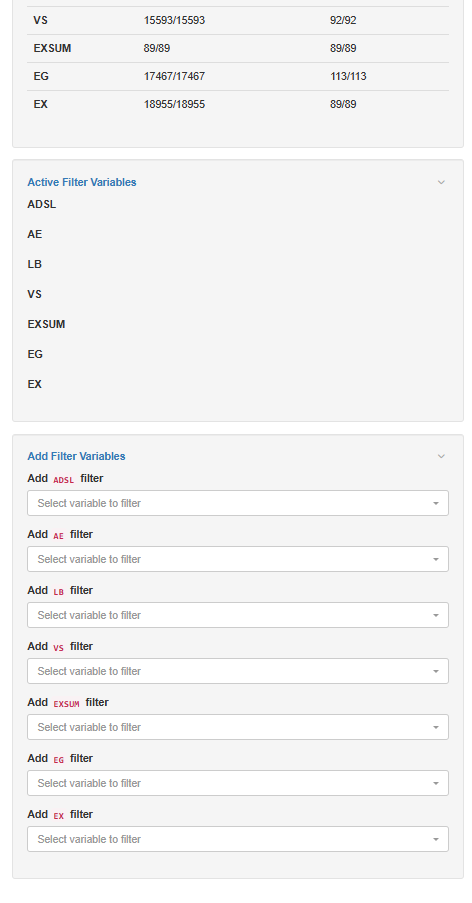 VS 15593/15593 92/92
EXSUM 89/89 89/89
EG 17467/17467 113/113
EX 18955/18955 89/89
Active Filter Variables
ADSL
AE
LB
VS
EXSUM
EG
EX
Add Filter Variables
Add ADSL filter
Select variable to filter
Add AE filter
Select variable to filter
Add LB filter
Select variable to filter
Add VS filter
Select variable to filter
Add EXSUM filter
Select variable to filter
Add EG filter
Select variable to filter
Add EX filter
Select variable to filter